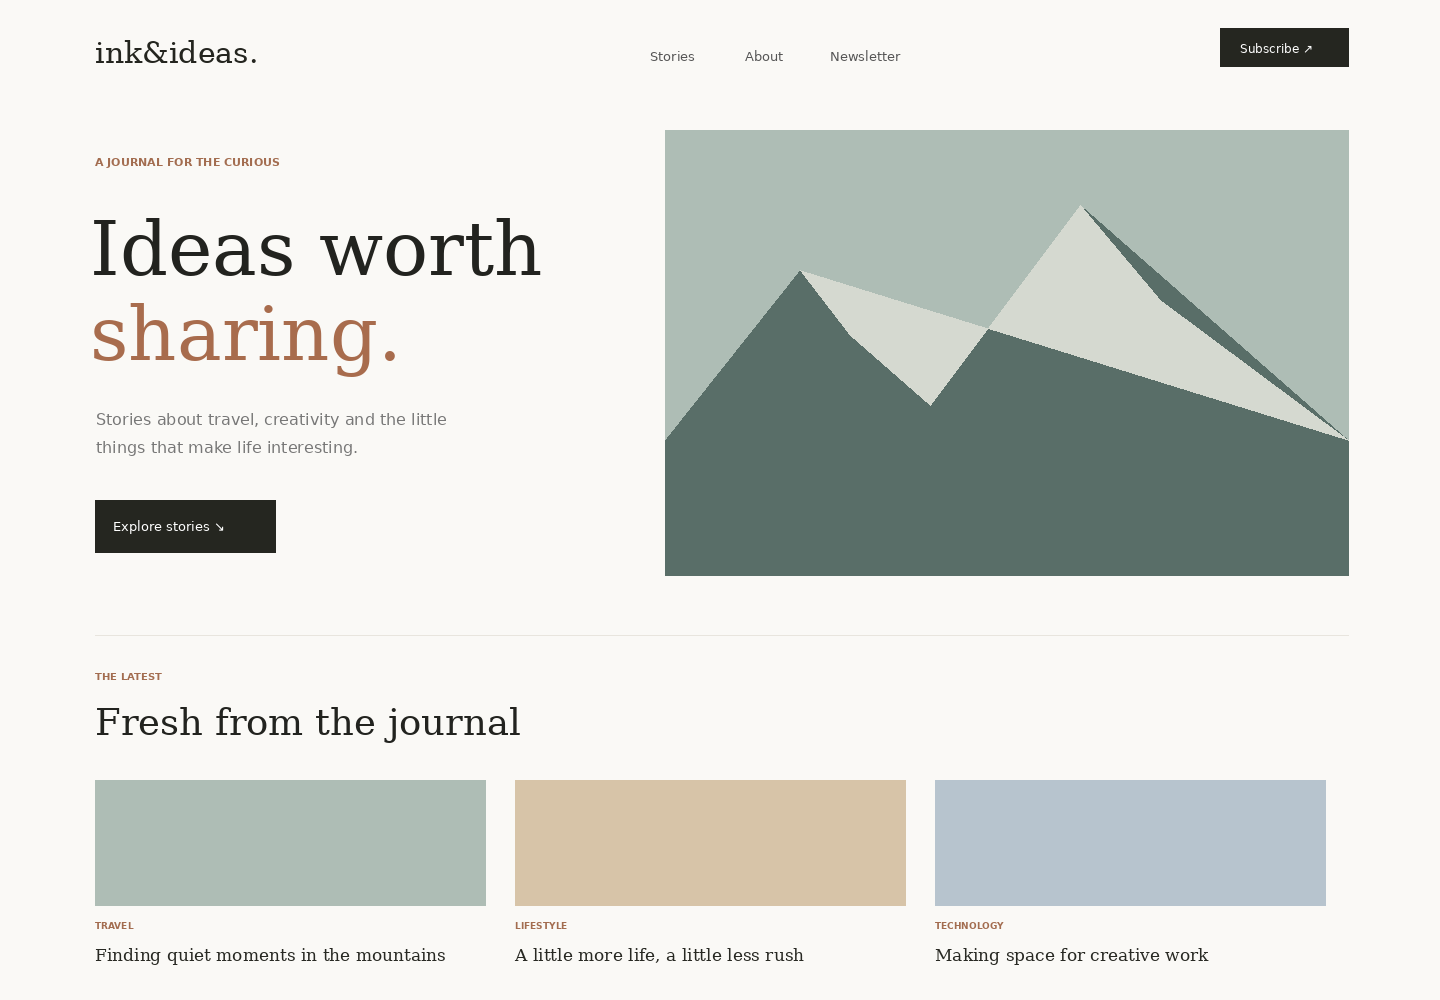 ink&ideas.
Stories About Newsletter
Subscribe ↗
A JOURNAL FOR THE CURIOUS
Ideas worth
sharing.
Stories about travel, creativity and the little
things that make life interesting.
Explore stories ↘
THE LATEST
Fresh from the journal
TRAVEL
Finding quiet moments in the mountains
LIFESTYLE
A little more life, a little less rush
TECHNOLOGY
Making space for creative work